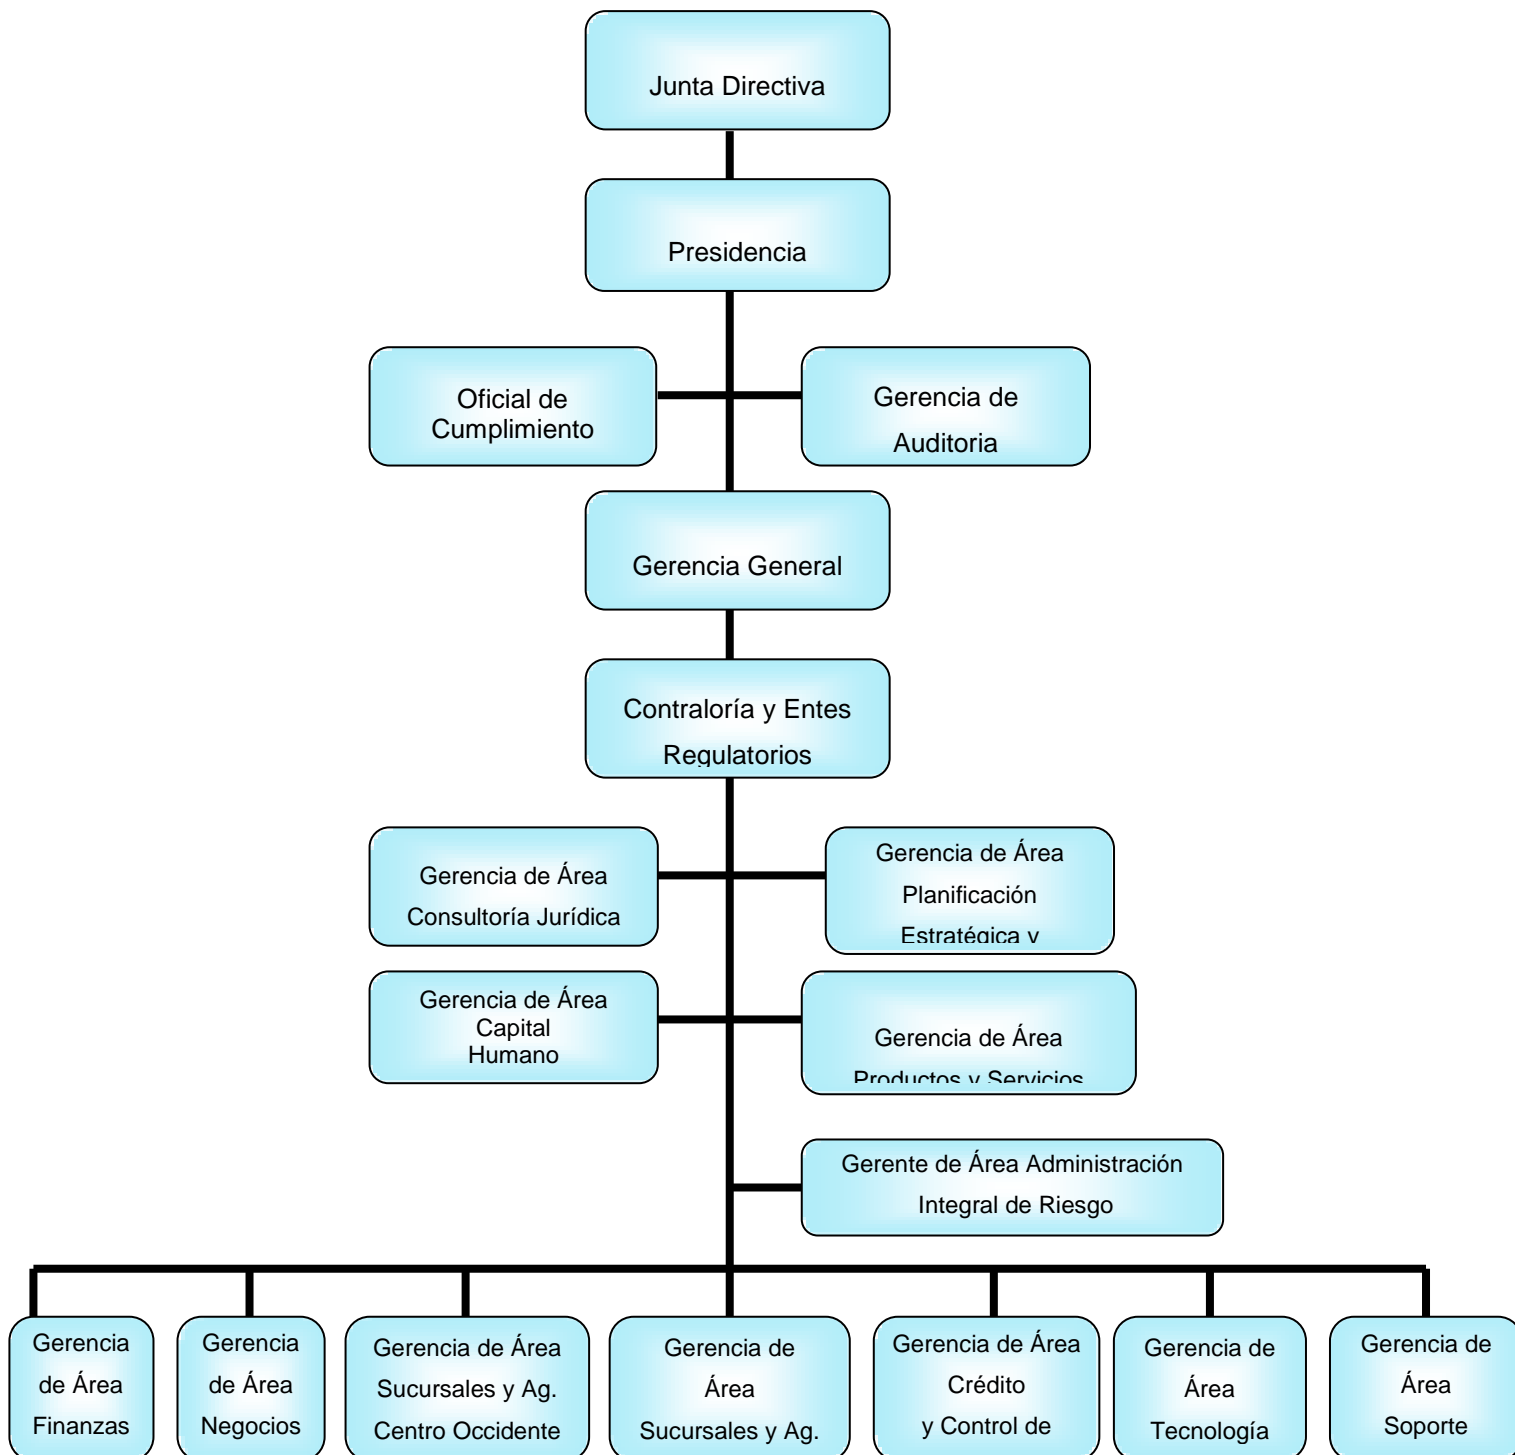 Junta Directiva
Presidencia
Oficial de
Cumplimiento
Gerencia de
Auditoria
Gerencia General
Contraloría y Entes
Regulatorios
Gerencia de Área
Consultoría Jurídica
Gerencia de Área
Planificación
Estratégica y
Gerencia de Área
Capital
Humano
Gerencia de Área
Productos y Servicios
Gerente de Área Administración
Integral de Riesgo
Gerencia
de Área
Finanzas
Gerencia
de Área
Negocios
Gerencia de Área
Sucursales y Ag.
Centro Occidente
Gerencia de
Área
Sucursales y Ag.
Gerencia de Área
Crédito
y Control de
Gerencia de
Área
Tecnología
Gerencia de
Área
Soporte